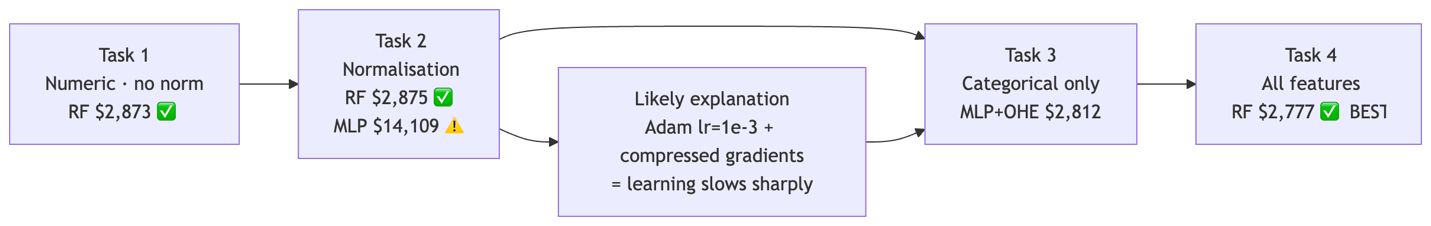 Task 1
Numeric · no norm
RF $2,873 ✅
Task 2
Normalisation
RF $2,875 ✅
MLP $14,109 ⚠️
Likely explanation
Adam lr=1e-3 +
compressed gradients
= learning slows sharply
Task 3
Categorical only
MLP+OHE $2,812
Task 4
All features
RF $2,777 ✅ BEST